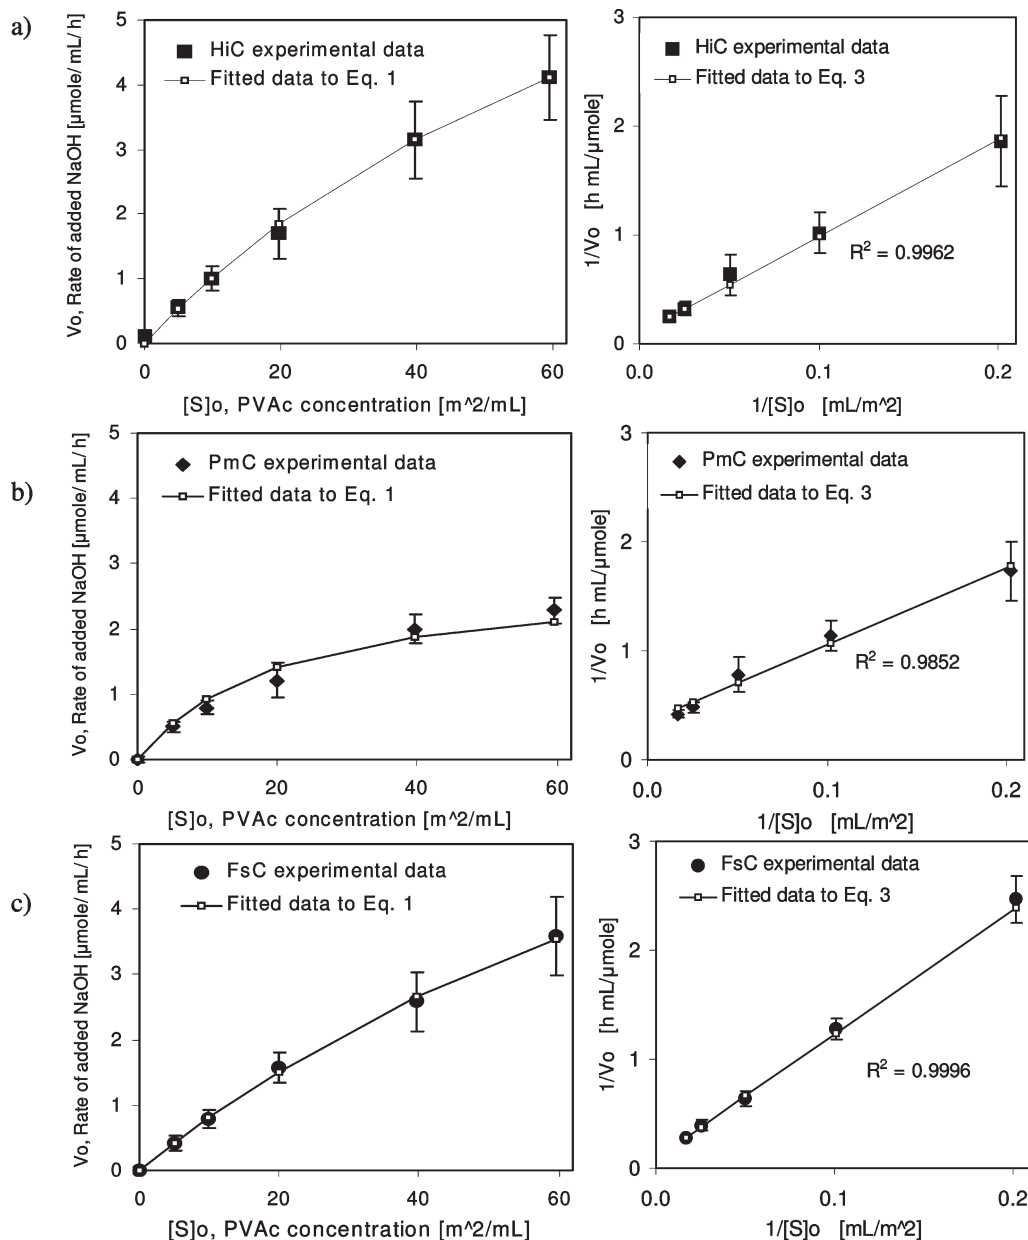 a)
5
4
3
2
1
0
Vo, Rate of added NaOH [µmole/ mL/ h]
HiC experimental data
Fitted data to Eq. 1
0 20 40 60
[S]o, PVAc concentration [m^2/mL]
3
2
1
0
1/Vo [h mL/µmole]
HiC experimental data
Fitted data to Eq. 3
R² = 0.9962
0.0 0.1 0.2
1/[S]o [mL/m^2]
b)
5
4
3
2
1
0
Vo, Rate of added NaOH [µmole/ mL/ h]
PmC experimental data
Fitted data to Eq. 1
0 20 40 60
[S]o, PVAc concentration [m^2/mL]
3
2
1
0
1/Vo [h mL/µmole]
PmC experimental data
Fitted data to Eq. 3
R² = 0.9852
0.0 0.1 0.2
1/[S]o [mL/m^2]
c)
5
4
3
2
1
0
Vo, Rate of added NaOH [µmole/ mL/ h]
FsC experimental data
Fitted data to Eq. 1
0 20 40 60
[S]o, PVAc concentration [m^2/mL]
3
2
1
0
1/Vo [h mL/µmole]
FsC experimental data
Fitted data to Eq. 3
R² = 0.9996
0.0 0.1 0.2
1/[S]o [mL/m^2]